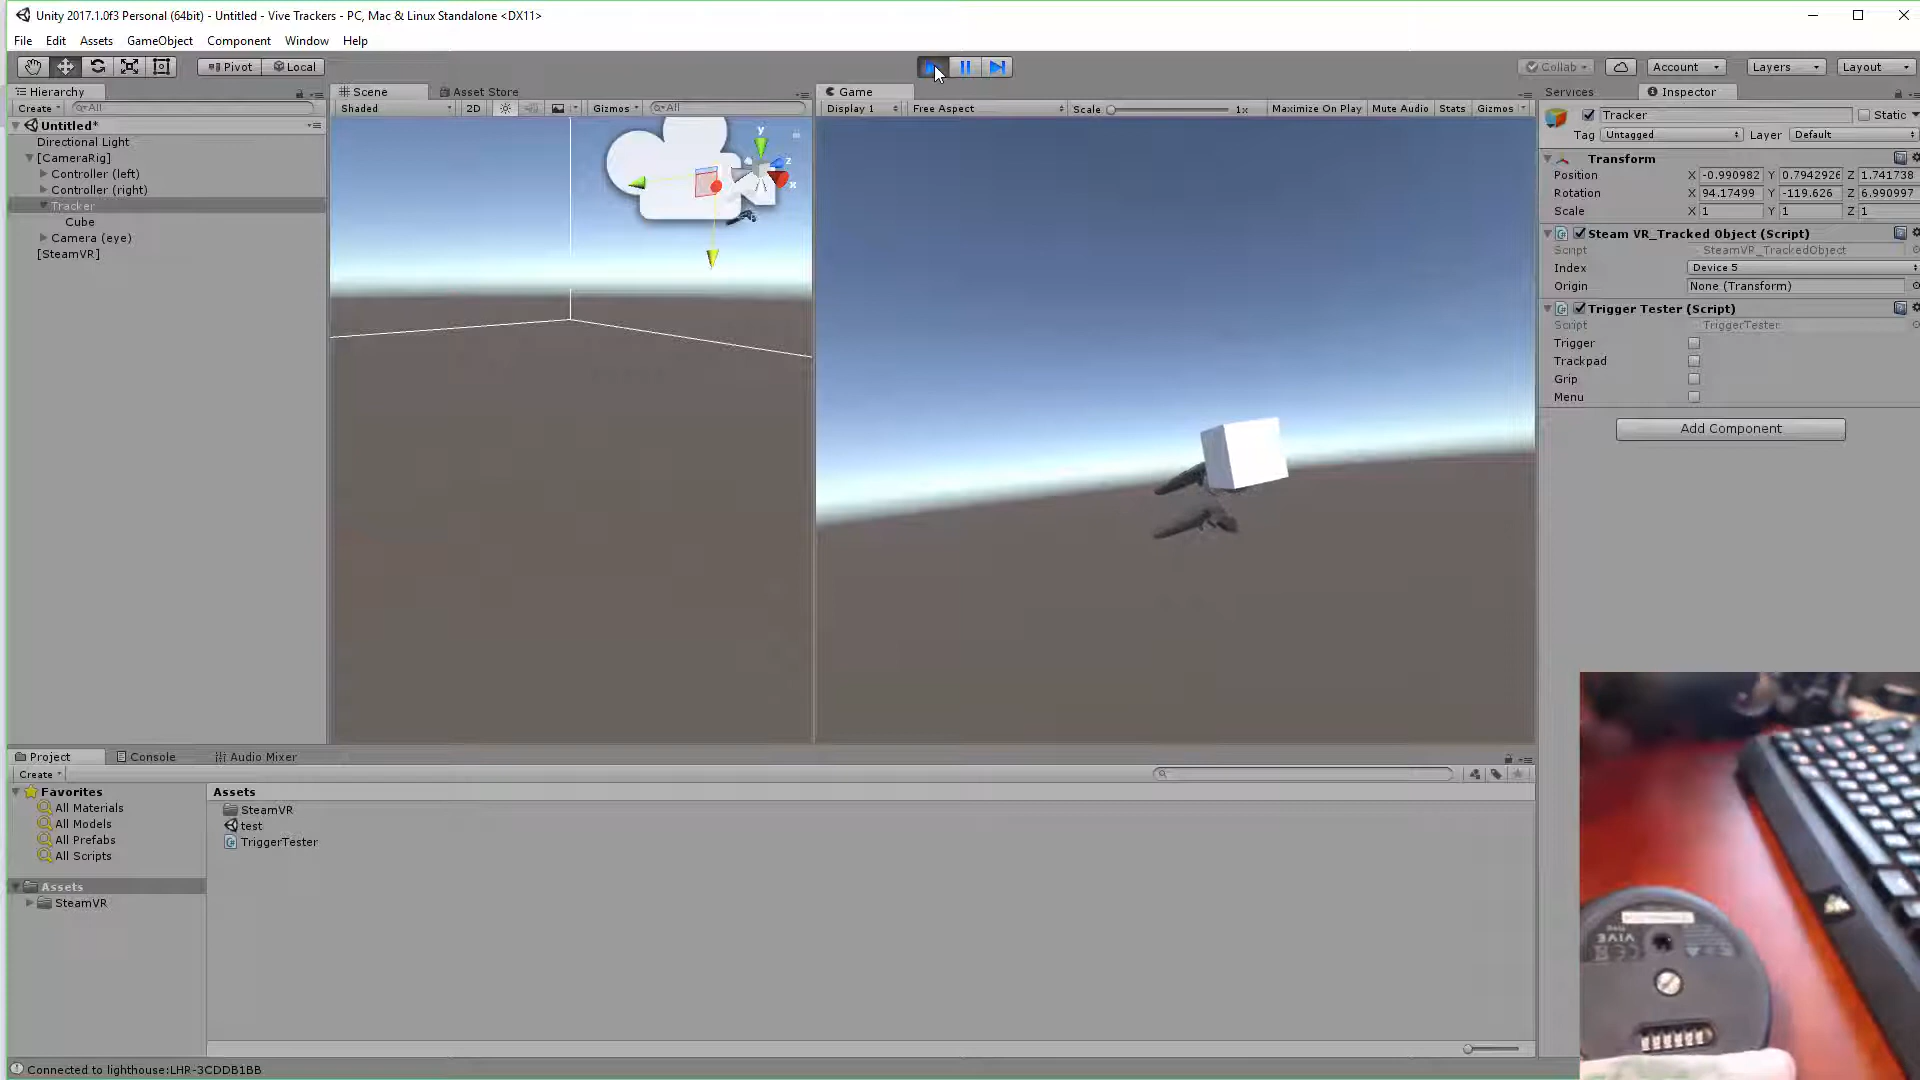 Unity 2017.1.0f3 Personal (64bit) - Untitled - Vive Trackers - PC, Mac & Linux Standalone <DX11>
File Edit Assets GameObject Component Window Help
Pivot Local Collab Account Layers Layout
Hierarchy
Create All
Untitled*
Directional Light
[CameraRig]
Controller (left)
Controller (right)
Tracker
Cube
Camera (eye)
[SteamVR]
Scene Asset Store
Shaded 2D Gizmos All
y
z
x
Game
Display 1 Free Aspect Scale 1x Maximize On Play Mute Audio Stats Gizmos
Services Inspector
Tracker Static
Tag Untagged Layer Default
Transform
Position X -0.990982 Y 0.7942926 Z 1.741738
Rotation X 94.17499 Y -119.626 Z 6.990997
Scale X 1 Y 1 Z 1
Steam VR_Tracked Object (Script)
Script SteamVR_TrackedObject
Index Device 5
Origin None (Transform)
Trigger Tester (Script)
Script TriggerTester
Trigger
Trackpad
Grip
Menu
Add Component
Project Console Audio Mixer
Create
Favorites
All Materials
All Models
All Prefabs
All Scripts
Assets
SteamVR
Assets
SteamVR
test
TriggerTester
VIVE
Connected to lighthouse:LHR-3CDDB1BB